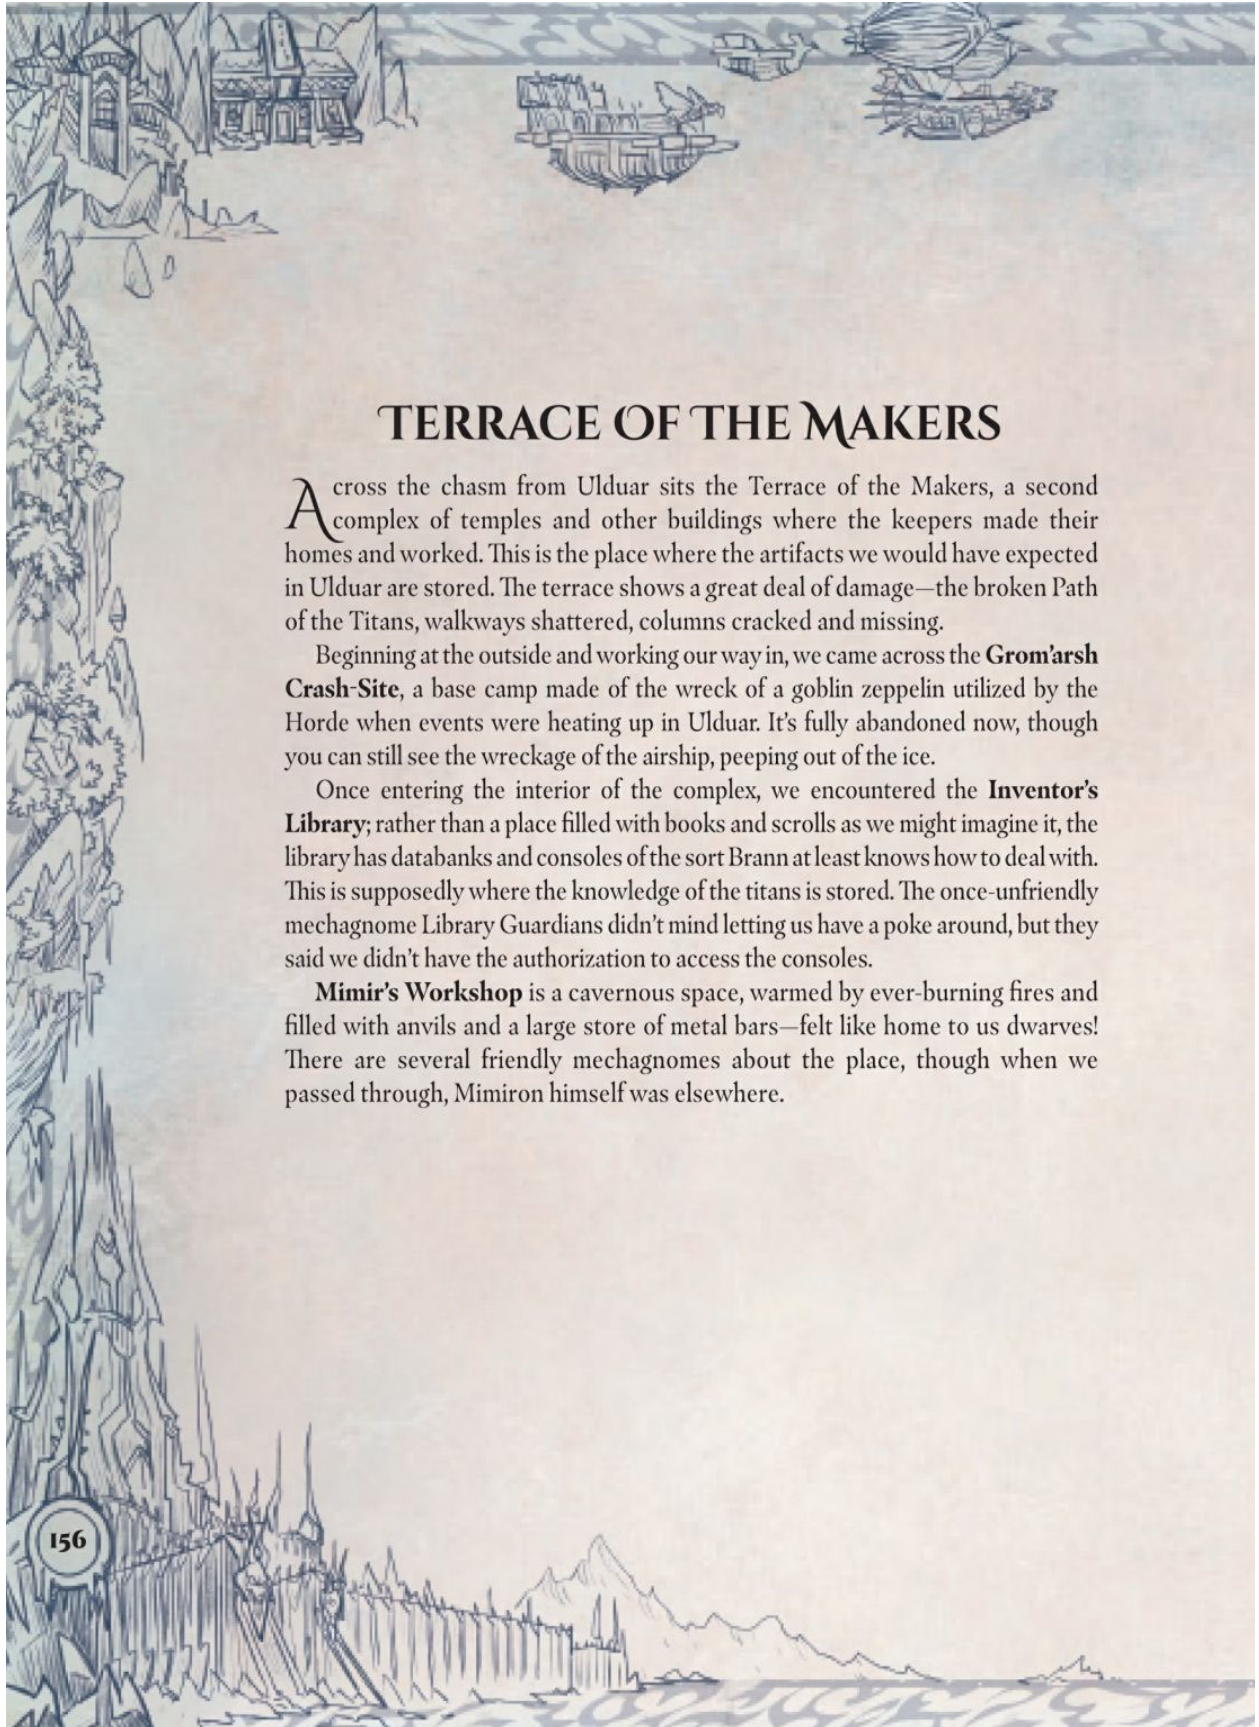 TERRACE OF THE MAKERS
Across the chasm from Ulduar sits the Terrace of the Makers, a second
complex of temples and other buildings where the keepers made their
homes and worked. This is the place where the artifacts we would have expected
in Ulduar are stored. The terrace shows a great deal of damage—the broken Path
of the Titans, walkways shattered, columns cracked and missing.
Beginning at the outside and working our way in, we came across the Grom’arsh
Crash-Site, a base camp made of the wreck of a goblin zeppelin utilized by the
Horde when events were heating up in Ulduar. It’s fully abandoned now, though
you can still see the wreckage of the airship, peeping out of the ice.
Once entering the interior of the complex, we encountered the Inventor’s
Library; rather than a place filled with books and scrolls as we might imagine it, the
library has databanks and consoles of the sort Brann at least knows how to deal with.
This is supposedly where the knowledge of the titans is stored. The once-unfriendly
mechagnome Library Guardians didn’t mind letting us have a poke around, but they
said we didn’t have the authorization to access the consoles.
Mimir’s Workshop is a cavernous space, warmed by ever-burning fires and
filled with anvils and a large store of metal bars—felt like home to us dwarves!
There are several friendly mechagnomes about the place, though when we
passed through, Mimiron himself was elsewhere.
156